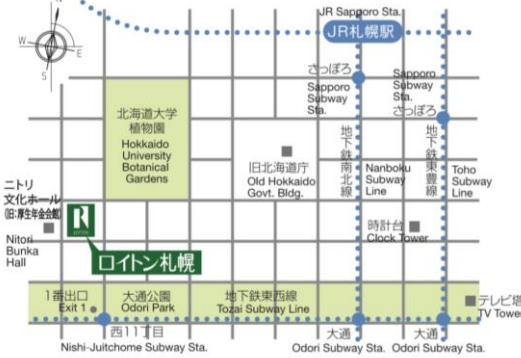 JR Sapporo Sta.
JR札幌駅
N
W
E
S
さっぽろ
Sapporo
Subway
Sta.
Sapporo
Subway
Sta.
さっぽろ
北海道大学
植物園
Hokkaido
University
Botanical
Gardens
旧北海道庁
Old Hokkaido
Govt. Bldg.
地下鉄南北線
Nanboku
Subway
Line
地下鉄東豊線
Toho
Subway
Line
ニトリ
文化ホール
(旧:厚生年金会館)
Nitori
Bunka
Hall
R
ロイトン札幌
時計台
Clock Tower
1番出口
Exit 1
大通公園
Odori Park
地下鉄東西線
Tozai Subway Line
テレビ塔
TV Tower
西11丁目
Nishi-Juitchome Subway Sta.
大通
Odori Subway Sta.
大通
Odori Subway Sta.